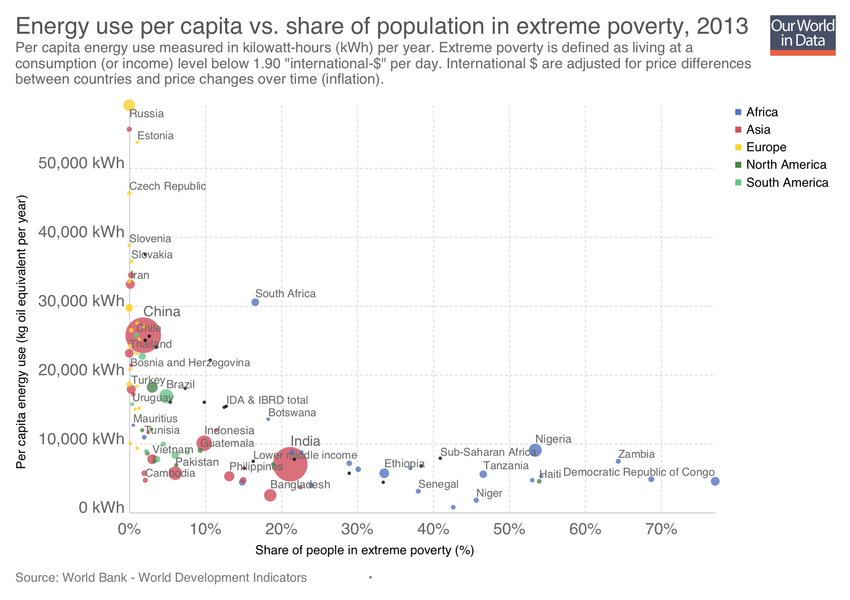 Energy use per capita vs. share of population in extreme poverty, 2013
Our World
in Data
Per capita energy use measured in kilowatt-hours (kWh) per year. Extreme poverty is defined as living at a
consumption (or income) level below 1.90 "international-$" per day. International $ are adjusted for price differences
between countries and price changes over time (inflation).
Africa
Asia
Europe
North America
South America
Per capita energy use (kg oil equivalent per year)
50,000 kWh
40,000 kWh
30,000 kWh
20,000 kWh
10,000 kWh
0 kWh
Russia
Estonia
Czech Republic
Slovenia
Slovakia
Iran
South Africa
China
Chile
Thailand
Bosnia and Herzegovina
Turkey
Brazil
Uruguay
IDA & IBRD total
Botswana
Mauritius
Tunisia
Indonesia
Guatemala
India
Nigeria
Vietnam
Lower middle income
Sub-Saharan Africa
Zambia
Pakistan
Philippines
Ethiopia
Tanzania
Cambodia
Haiti
Democratic Republic of Congo
Bangladesh
Senegal
Niger
0%
10%
20%
30%
40%
50%
60%
70%
Share of people in extreme poverty (%)
Source: World Bank - World Development Indicators